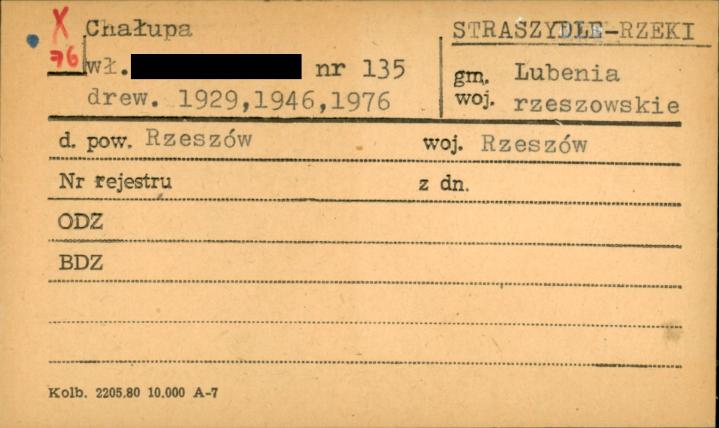 X
76
Chałupa
wł. nr 135
drew. 1929,1946,1976
STRASZYDLE-RZEKI
gm. Lubenia
woj. rzeszowskie
d. pow. Rzeszów woj. Rzeszów
Nr rejestru z dn.
ODZ
BDZ
Kolb. 2205.80 10.000 A-7